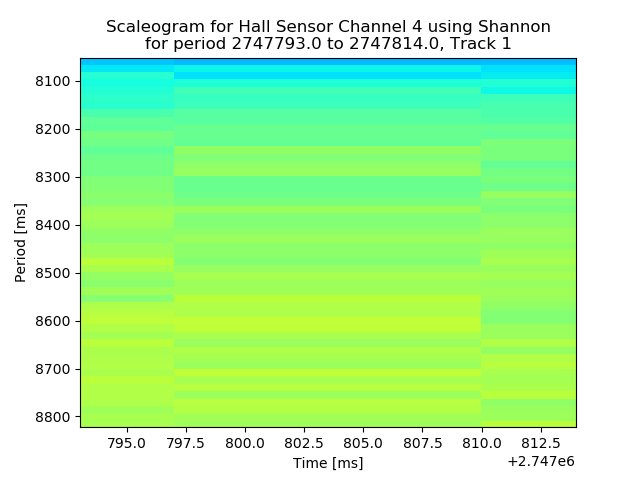 Scaleogram for Hall Sensor Channel 4 using Shannon
for period 2747793.0 to 2747814.0, Track 1
8100
8200
8300
8400
8500
8600
8700
8800
Period [ms]
795.0 797.5 800.0 802.5 805.0 807.5 810.0 812.5
Time [ms]
+2.747e6